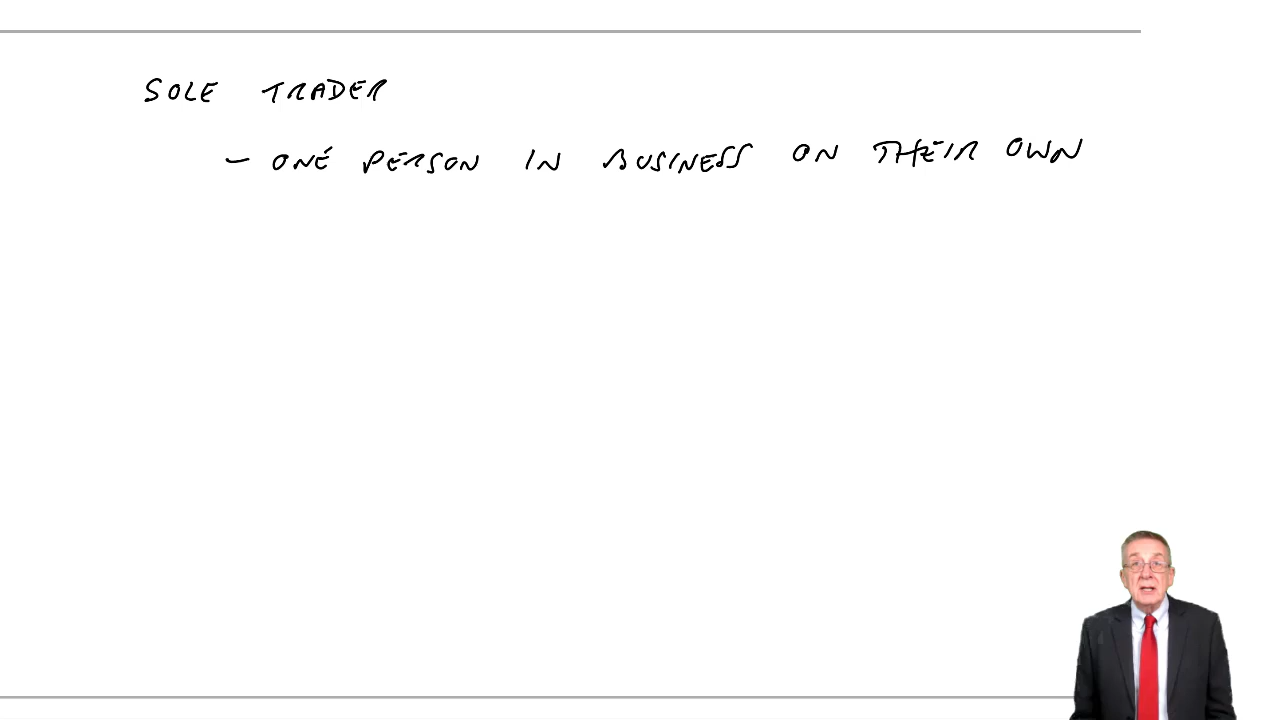 SOLE TRADER
- ONE PERSON IN BUSINESS ON THEIR OWN